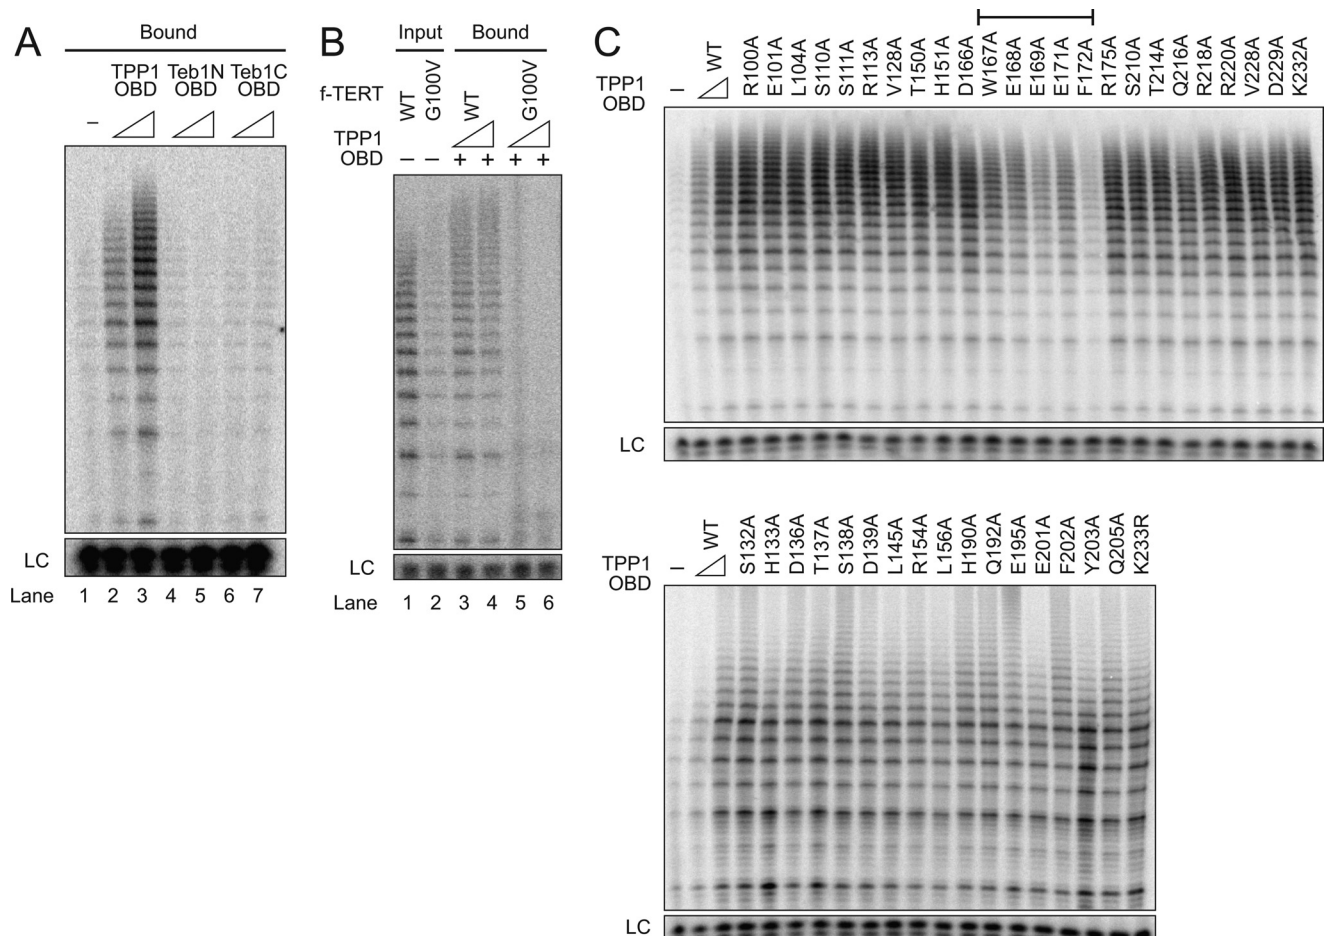 A
Bound
TPP1 OBD
Teb1N OBD
Teb1C OBD
–
LC
Lane 1 2 3 4 5 6 7
B
Input Bound
f-TERT WT G100V WT G100V
TPP1 OBD – – + + + +
LC
Lane 1 2 3 4 5 6
C
TPP1 OBD – WT R100A E101A L104A S110A S111A R113A V128A T150A H151A D166A W167A E168A E169A E171A F172A R175A S210A T214A Q216A R218A R220A V228A D229A K232A
LC
TPP1 OBD – WT S132A H133A D136A T137A S138A D139A L145A R154A L156A H190A Q192A E195A E201A F202A Y203A Q205A K233R
LC